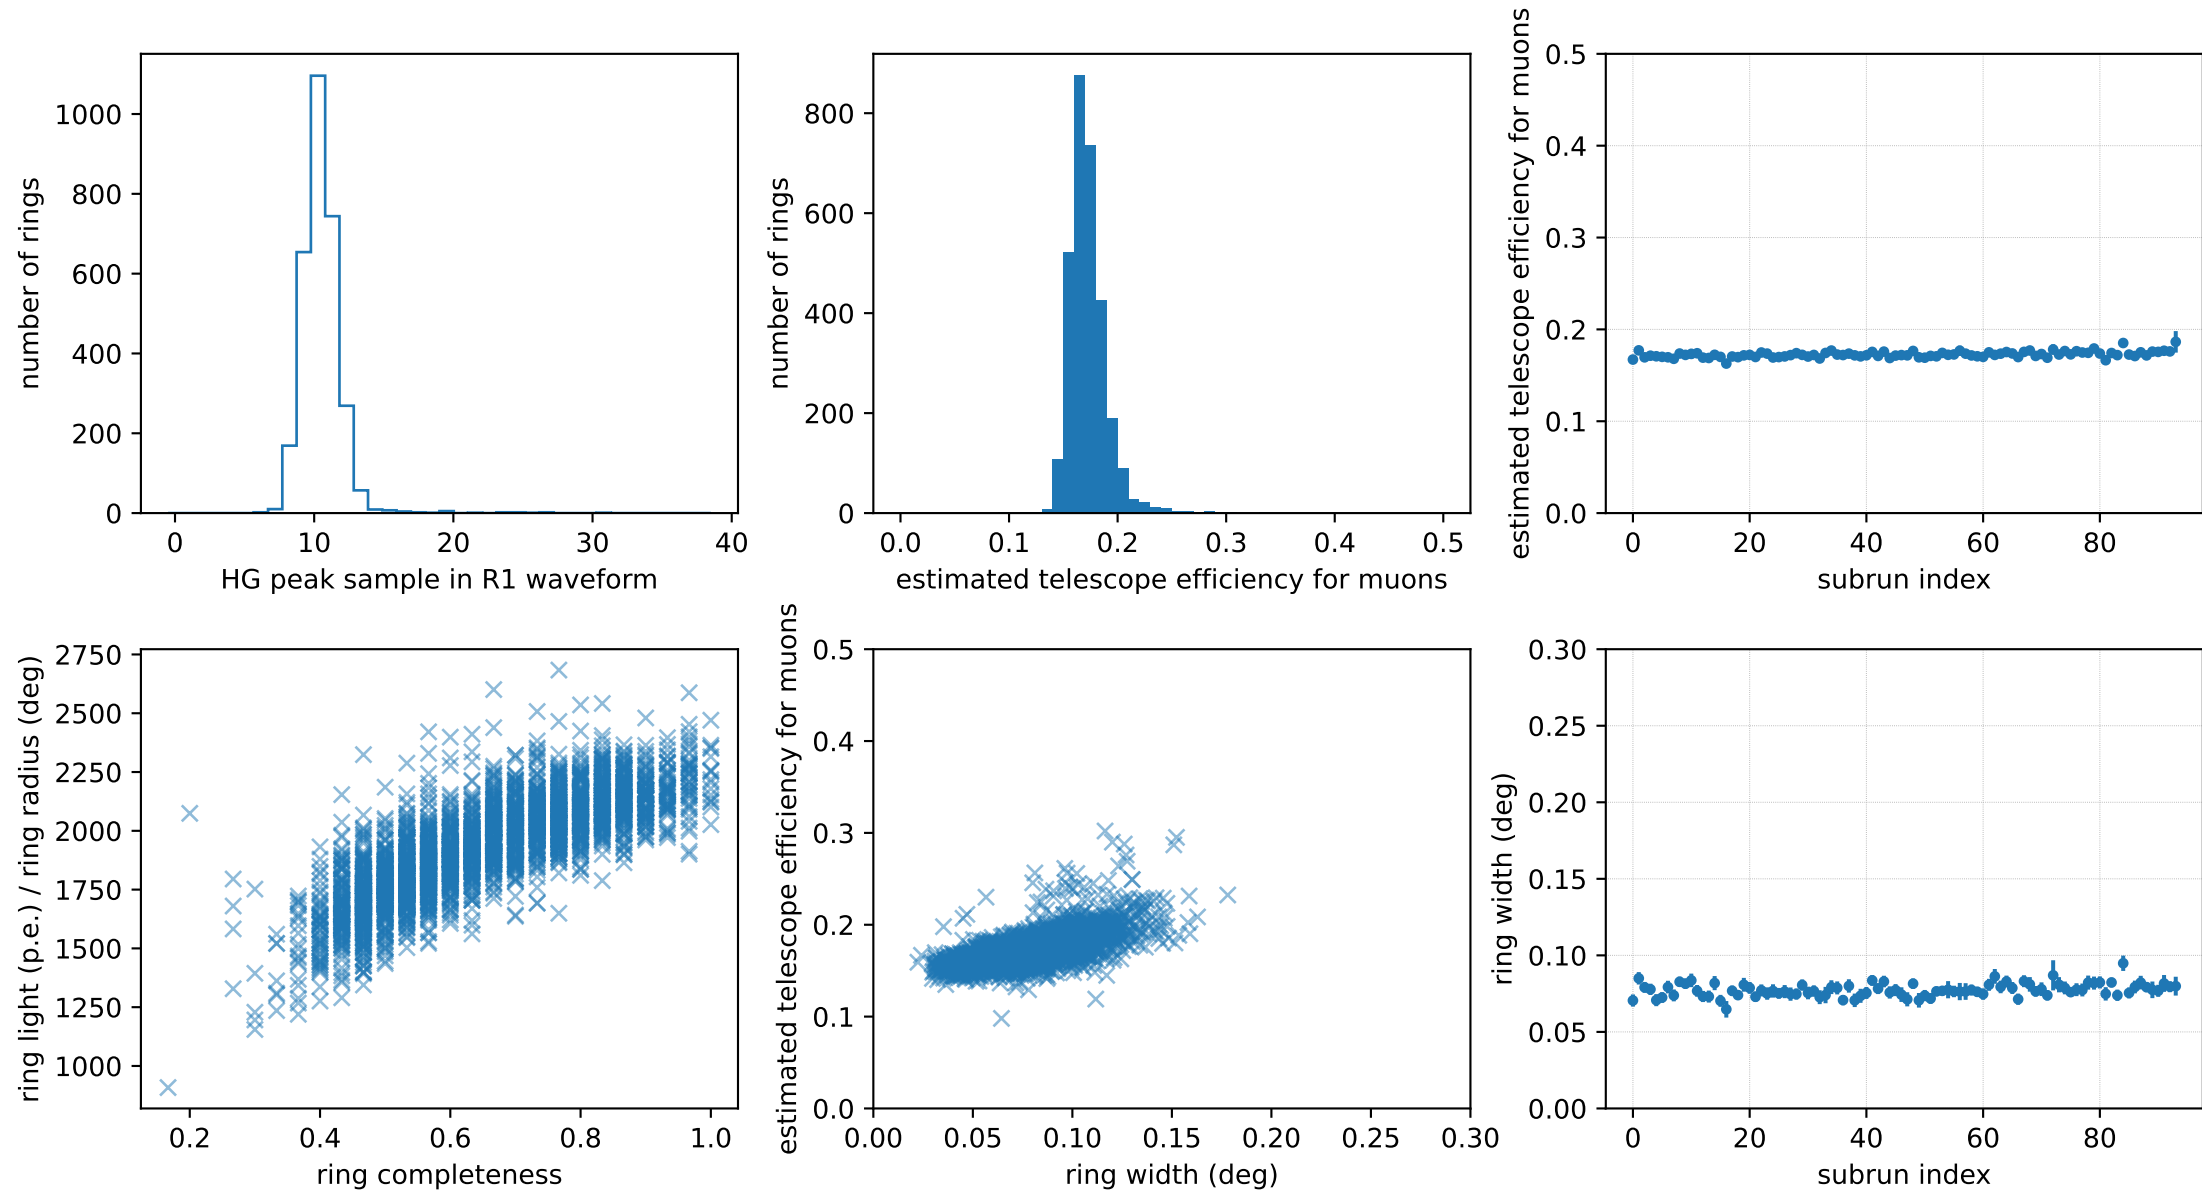 number of rings
1000
800
600
400
200
0
0 10 20 30 40
HG peak sample in R1 waveform
number of rings
800
600
400
200
0
0.0 0.1 0.2 0.3 0.4 0.5
estimated telescope efficiency for muons
estimated telescope efficiency for muons
0.5
0.4
0.3
0.2
0.1
0.0
0 20 40 60 80
subrun index
ring light (p.e.) / ring radius (deg)
2750
2500
2250
2000
1750
1500
1250
1000
0.2 0.4 0.6 0.8 1.0
ring completeness
estimated telescope efficiency for muons
0.5
0.4
0.3
0.2
0.1
0.0
0.00 0.05 0.10 0.15 0.20 0.25 0.30
ring width (deg)
ring width (deg)
0.30
0.25
0.20
0.15
0.10
0.05
0.00
0 20 40 60 80
subrun index